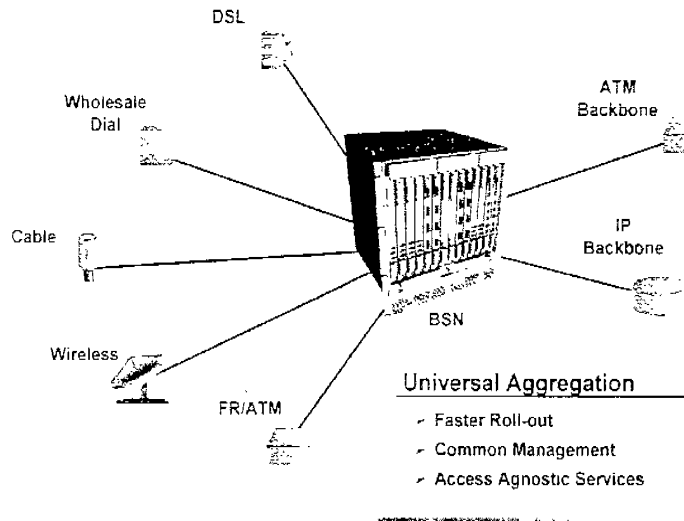 DSL
Wholesale
Dial
ATM
Backbone
Cable
IP
Backbone
BSN
Wireless
FR/ATM
Universal Aggregation
Faster Roll-out
Common Management
Access Agnostic Services